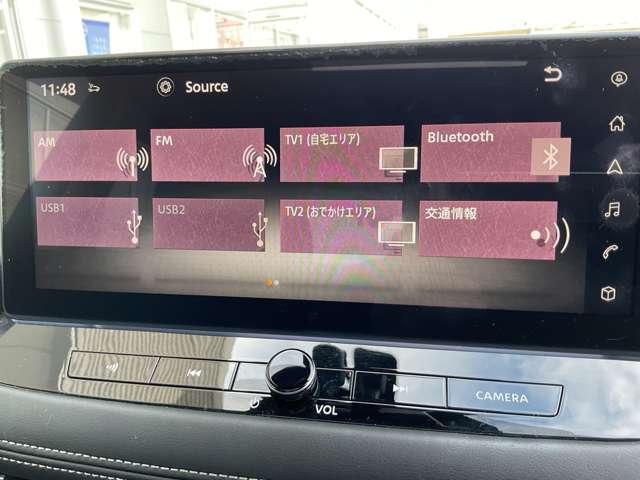 11:48
Source
AM
FM
TV1 (自宅エリア)
Bluetooth
USB1
USB2
TV2 (おでかけエリア)
交通情報
VOL
CAMERA